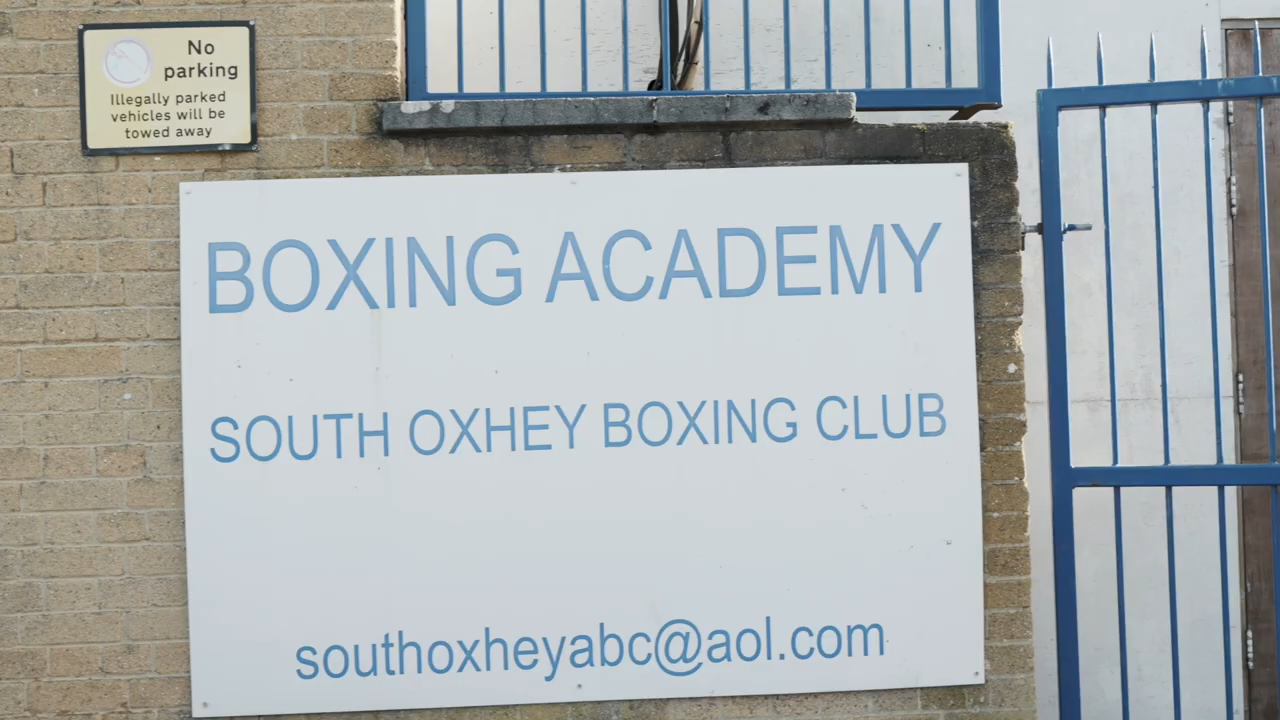 No
parking
Illegally parked
vehicles will be
towed away
BOXING ACADEMY
SOUTH OXHEY BOXING CLUB
southoxheyabc@aol.com